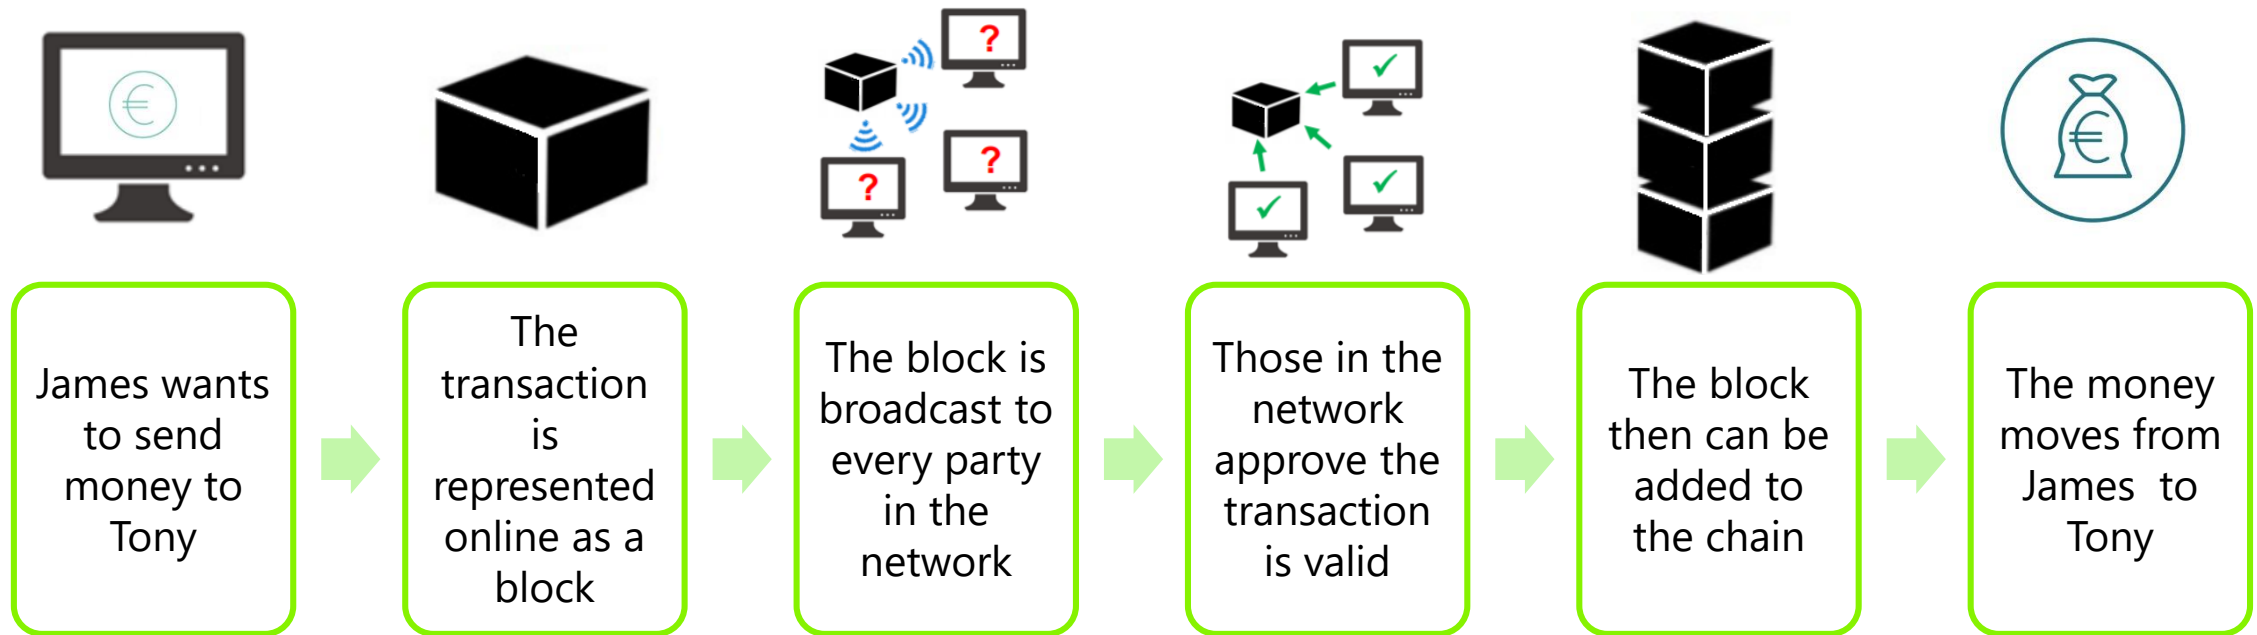 €
?
?
?
€
James wants
to send
money to
Tony
The
transaction
is
represented
online as a
block
The block is
broadcast to
every party
in the
network
Those in the
network
approve the
transaction
is valid
The block
then can be
added to
the chain
The money
moves from
James  to
Tony